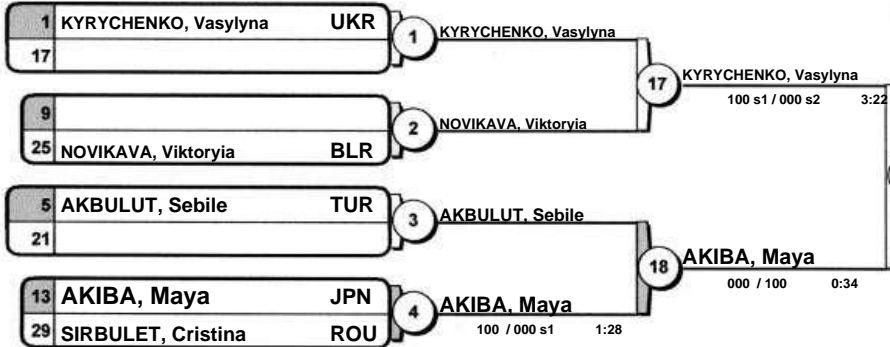 1 KYRYCHENKO, Vasylyna UKR
17
1 KYRYCHENKO, Vasylyna
9
25 NOVIKAVA, Viktoryia BLR
2 NOVIKAVA, Viktoryia
17 KYRYCHENKO, Vasylyna
100 s1 / 000 s2 3:22
5 AKBULUT, Sebile TUR
21
3 AKBULUT, Sebile
13 AKIBA, Maya JPN
29 SIRBULET, Cristina ROU
4 AKIBA, Maya
100 / 000 s1 1:28
18 AKIBA, Maya
000 / 100 0:34